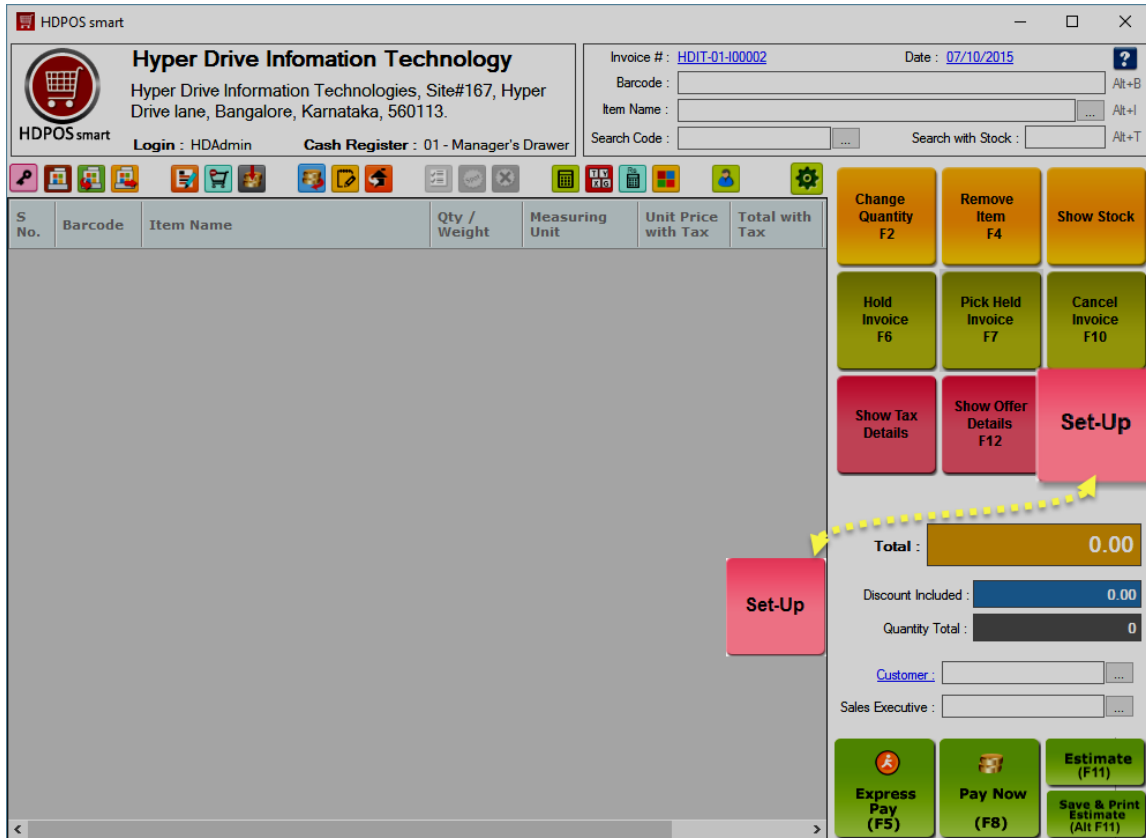 HDPOS smart
Hyper Drive Infomation Technology
Hyper Drive Information Technologies, Site#167, Hyper
Drive lane, Bangalore, Karnataka, 560113.
HDPOS smart
Login : HDAdmin Cash Register : 01 - Manager's Drawer
Invoice # : HDIT-01-I00002 Date : 07/10/2015 ?
Barcode : Alt+B
Item Name : ... Alt+I
Search Code : ... Search with Stock : Alt+T
S No. Barcode Item Name Qty / Weight Measuring Unit Unit Price with Tax Total with Tax
Change
Quantity
F2
Remove
Item
F4
Show Stock
Hold
Invoice
F6
Pick Held
Invoice
F7
Cancel
Invoice
F10
Show Tax
Details
Show Offer
Details
F12
Set-Up
Set-Up
Total : 0.00
Discount Included : 0.00
Quantity Total : 0
Customer : ...
Sales Executive : ...
Express
Pay
(F5)
Pay Now
(F8)
Estimate
(F11)
Save & Print
Estimate
(Alt F11)